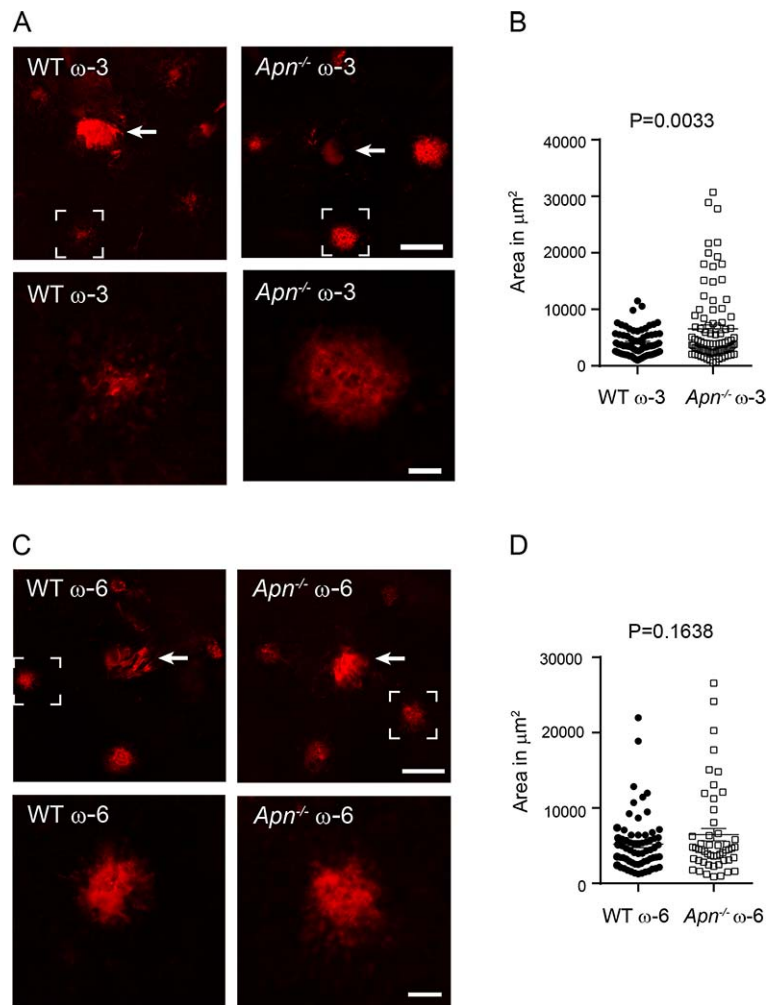 A
WT ω-3
Apn-/- ω-3
WT ω-3
Apn-/- ω-3
B
P=0.0033
Area in μm²
40000
30000
20000
10000
0
WT ω-3 Apn-/- ω-3
C
WT ω-6
Apn-/- ω-6
WT ω-6
Apn-/- ω-6
D
P=0.1638
Area in μm²
30000
20000
10000
0
WT ω-6 Apn-/- ω-6